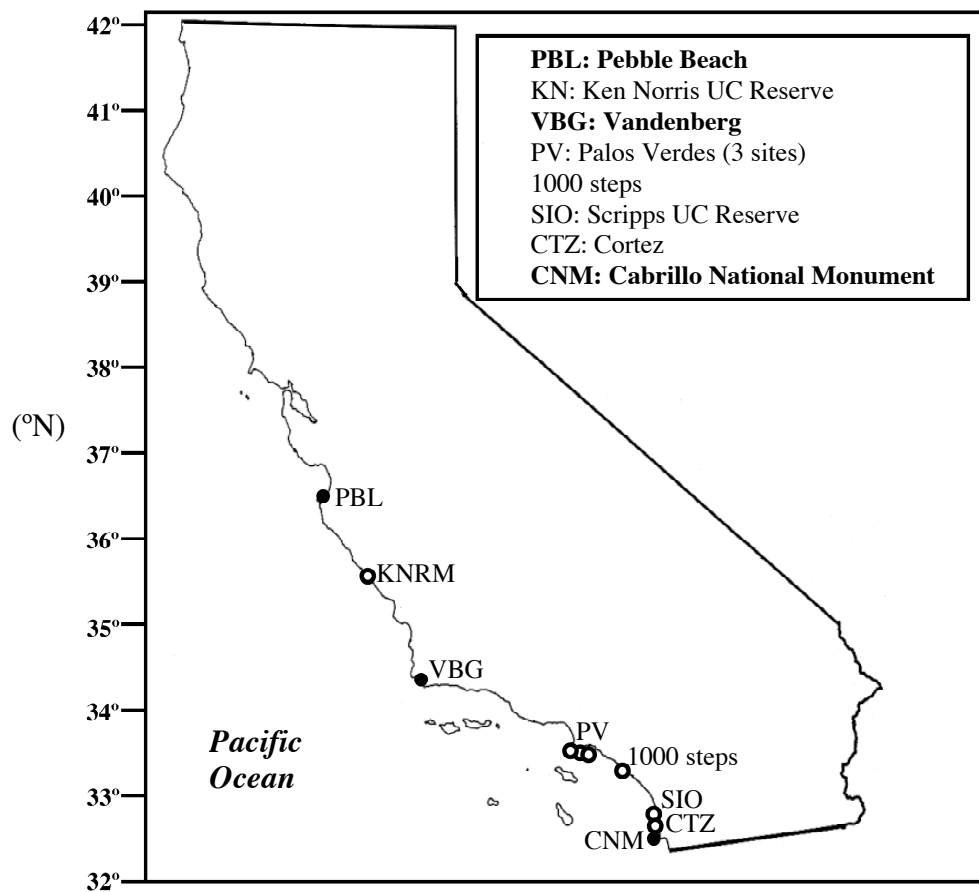 42º
41º
40º
39º
38º
37º
36º
35º
34º
33º
32º
(ºN)
PBL: Pebble Beach
KN: Ken Norris UC Reserve
VBG: Vandenberg
PV: Palos Verdes (3 sites)
1000 steps
SIO: Scripps UC Reserve
CTZ: Cortez
CNM: Cabrillo National Monument
PBL
KNRM
VBG
PV
1000 steps
SIO
CTZ
CNM
Pacific
Ocean